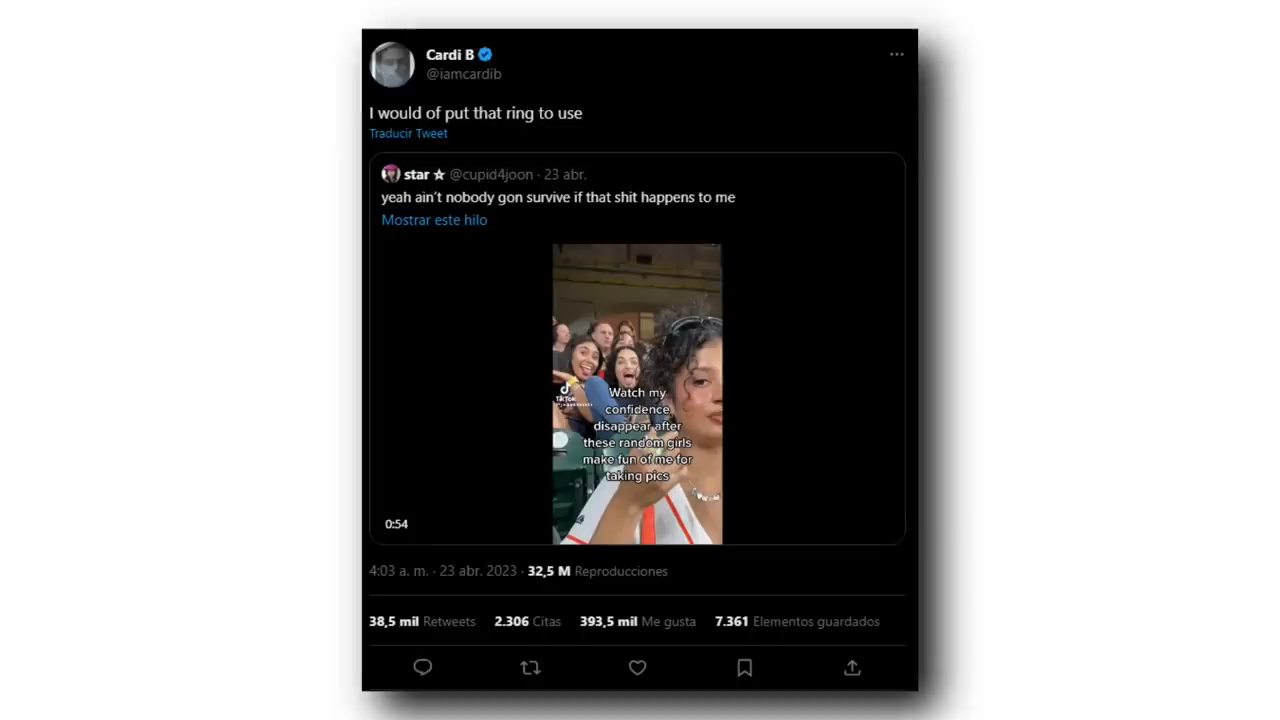 Cardi B
@iamcardib
I would of put that ring to use
Traducir Tweet
star ★ @cupid4joon · 23 abr.
yeah ain't nobody gon survive if that shit happens to me
Mostrar este hilo
Watch my
confidence
disappear after
these random girls
make fun of me for
taking pics
TikTok
0:54
4:03 a. m. · 23 abr. 2023 · 32,5 M Reproducciones
38,5 mil Retweets 2.306 Citas 393,5 mil Me gusta 7.361 Elementos guardados